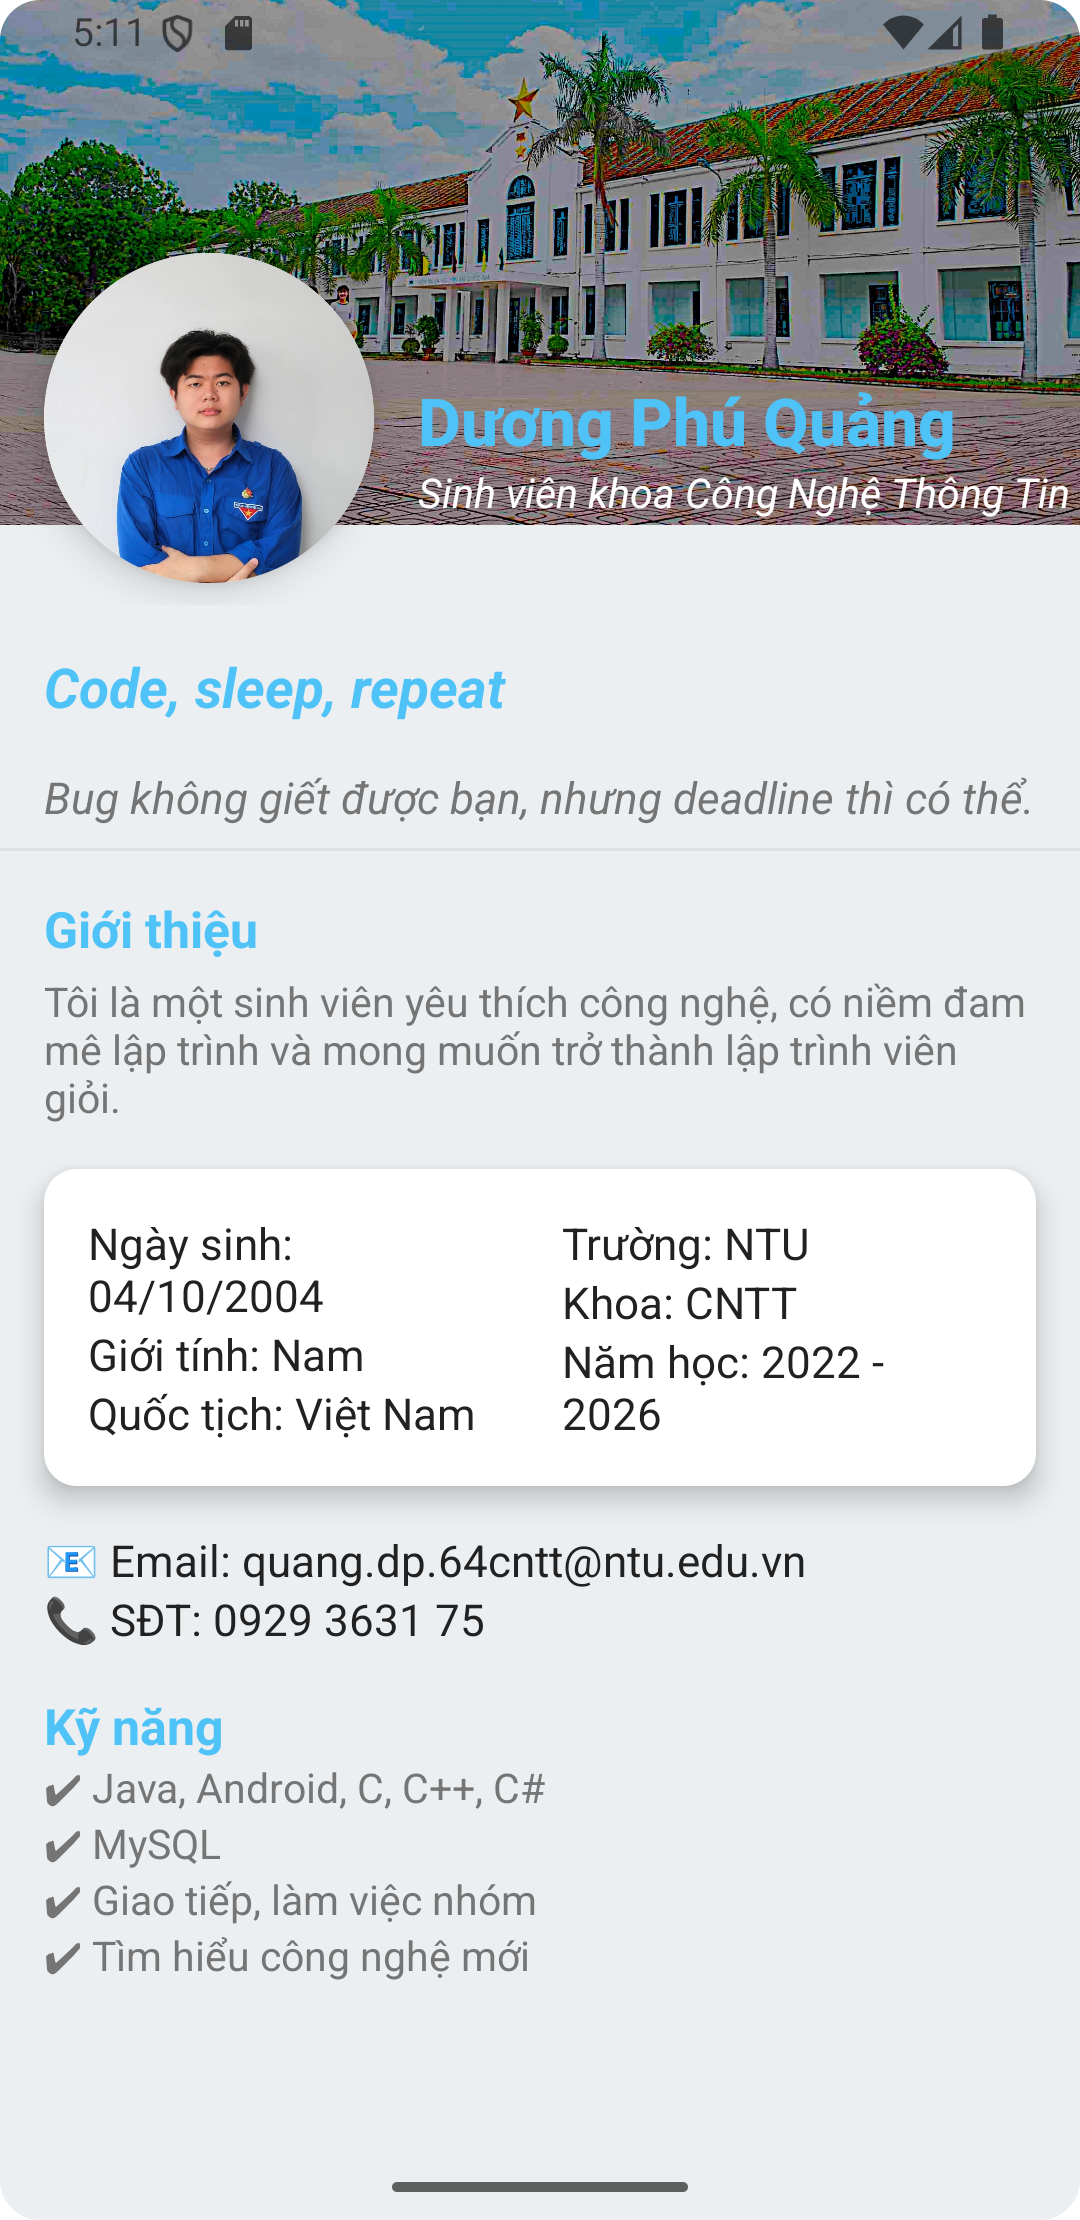 5:11
Dương Phú Quảng
Sinh viên khoa Công Nghệ Thông Tin
Code, sleep, repeat
Bug không giết được bạn, nhưng deadline thì có thể.
Giới thiệu
Tôi là một sinh viên yêu thích công nghệ, có niềm đam
mê lập trình và mong muốn trở thành lập trình viên
giỏi.
Ngày sinh:
04/10/2004
Giới tính: Nam
Quốc tịch: Việt Nam
Trường: NTU
Khoa: CNTT
Năm học: 2022 -
2026
📧 Email: quang.dp.64cntt@ntu.edu.vn
📞 SĐT: 0929 3631 75
Kỹ năng
✔ Java, Android, C, C++, C#
✔ MySQL
✔ Giao tiếp, làm việc nhóm
✔ Tìm hiểu công nghệ mới